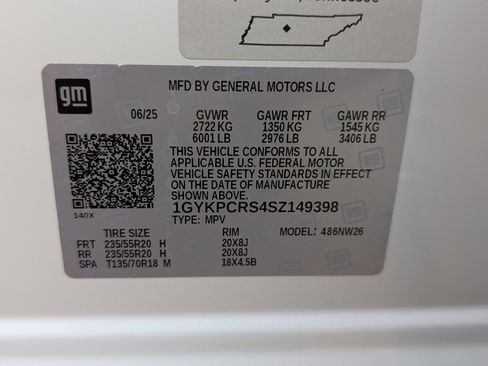 gm
MFD BY GENERAL MOTORS LLC
06/25 GVWR GAWR FRT GAWR RR
2722 KG 1350 KG 1545 KG
6001 LB 2976 LB 3406 LB
THIS VEHICLE CONFORMS TO ALL
APPLICABLE U.S. FEDERAL MOTOR
VEHICLE SAFETY STANDARDS IN EFFECT
ON THE DATE OF MANUFACTURE
SHOWN ABOVE.
140X
1GYKPCRS4SZ149398
TYPE: MPV MODEL: 486NW26
TIRE SIZE RIM
FRT 235/55R20 H 20X8J
RR 235/55R20 H 20X8J
SPA T135/70R18 M 18X4.5B